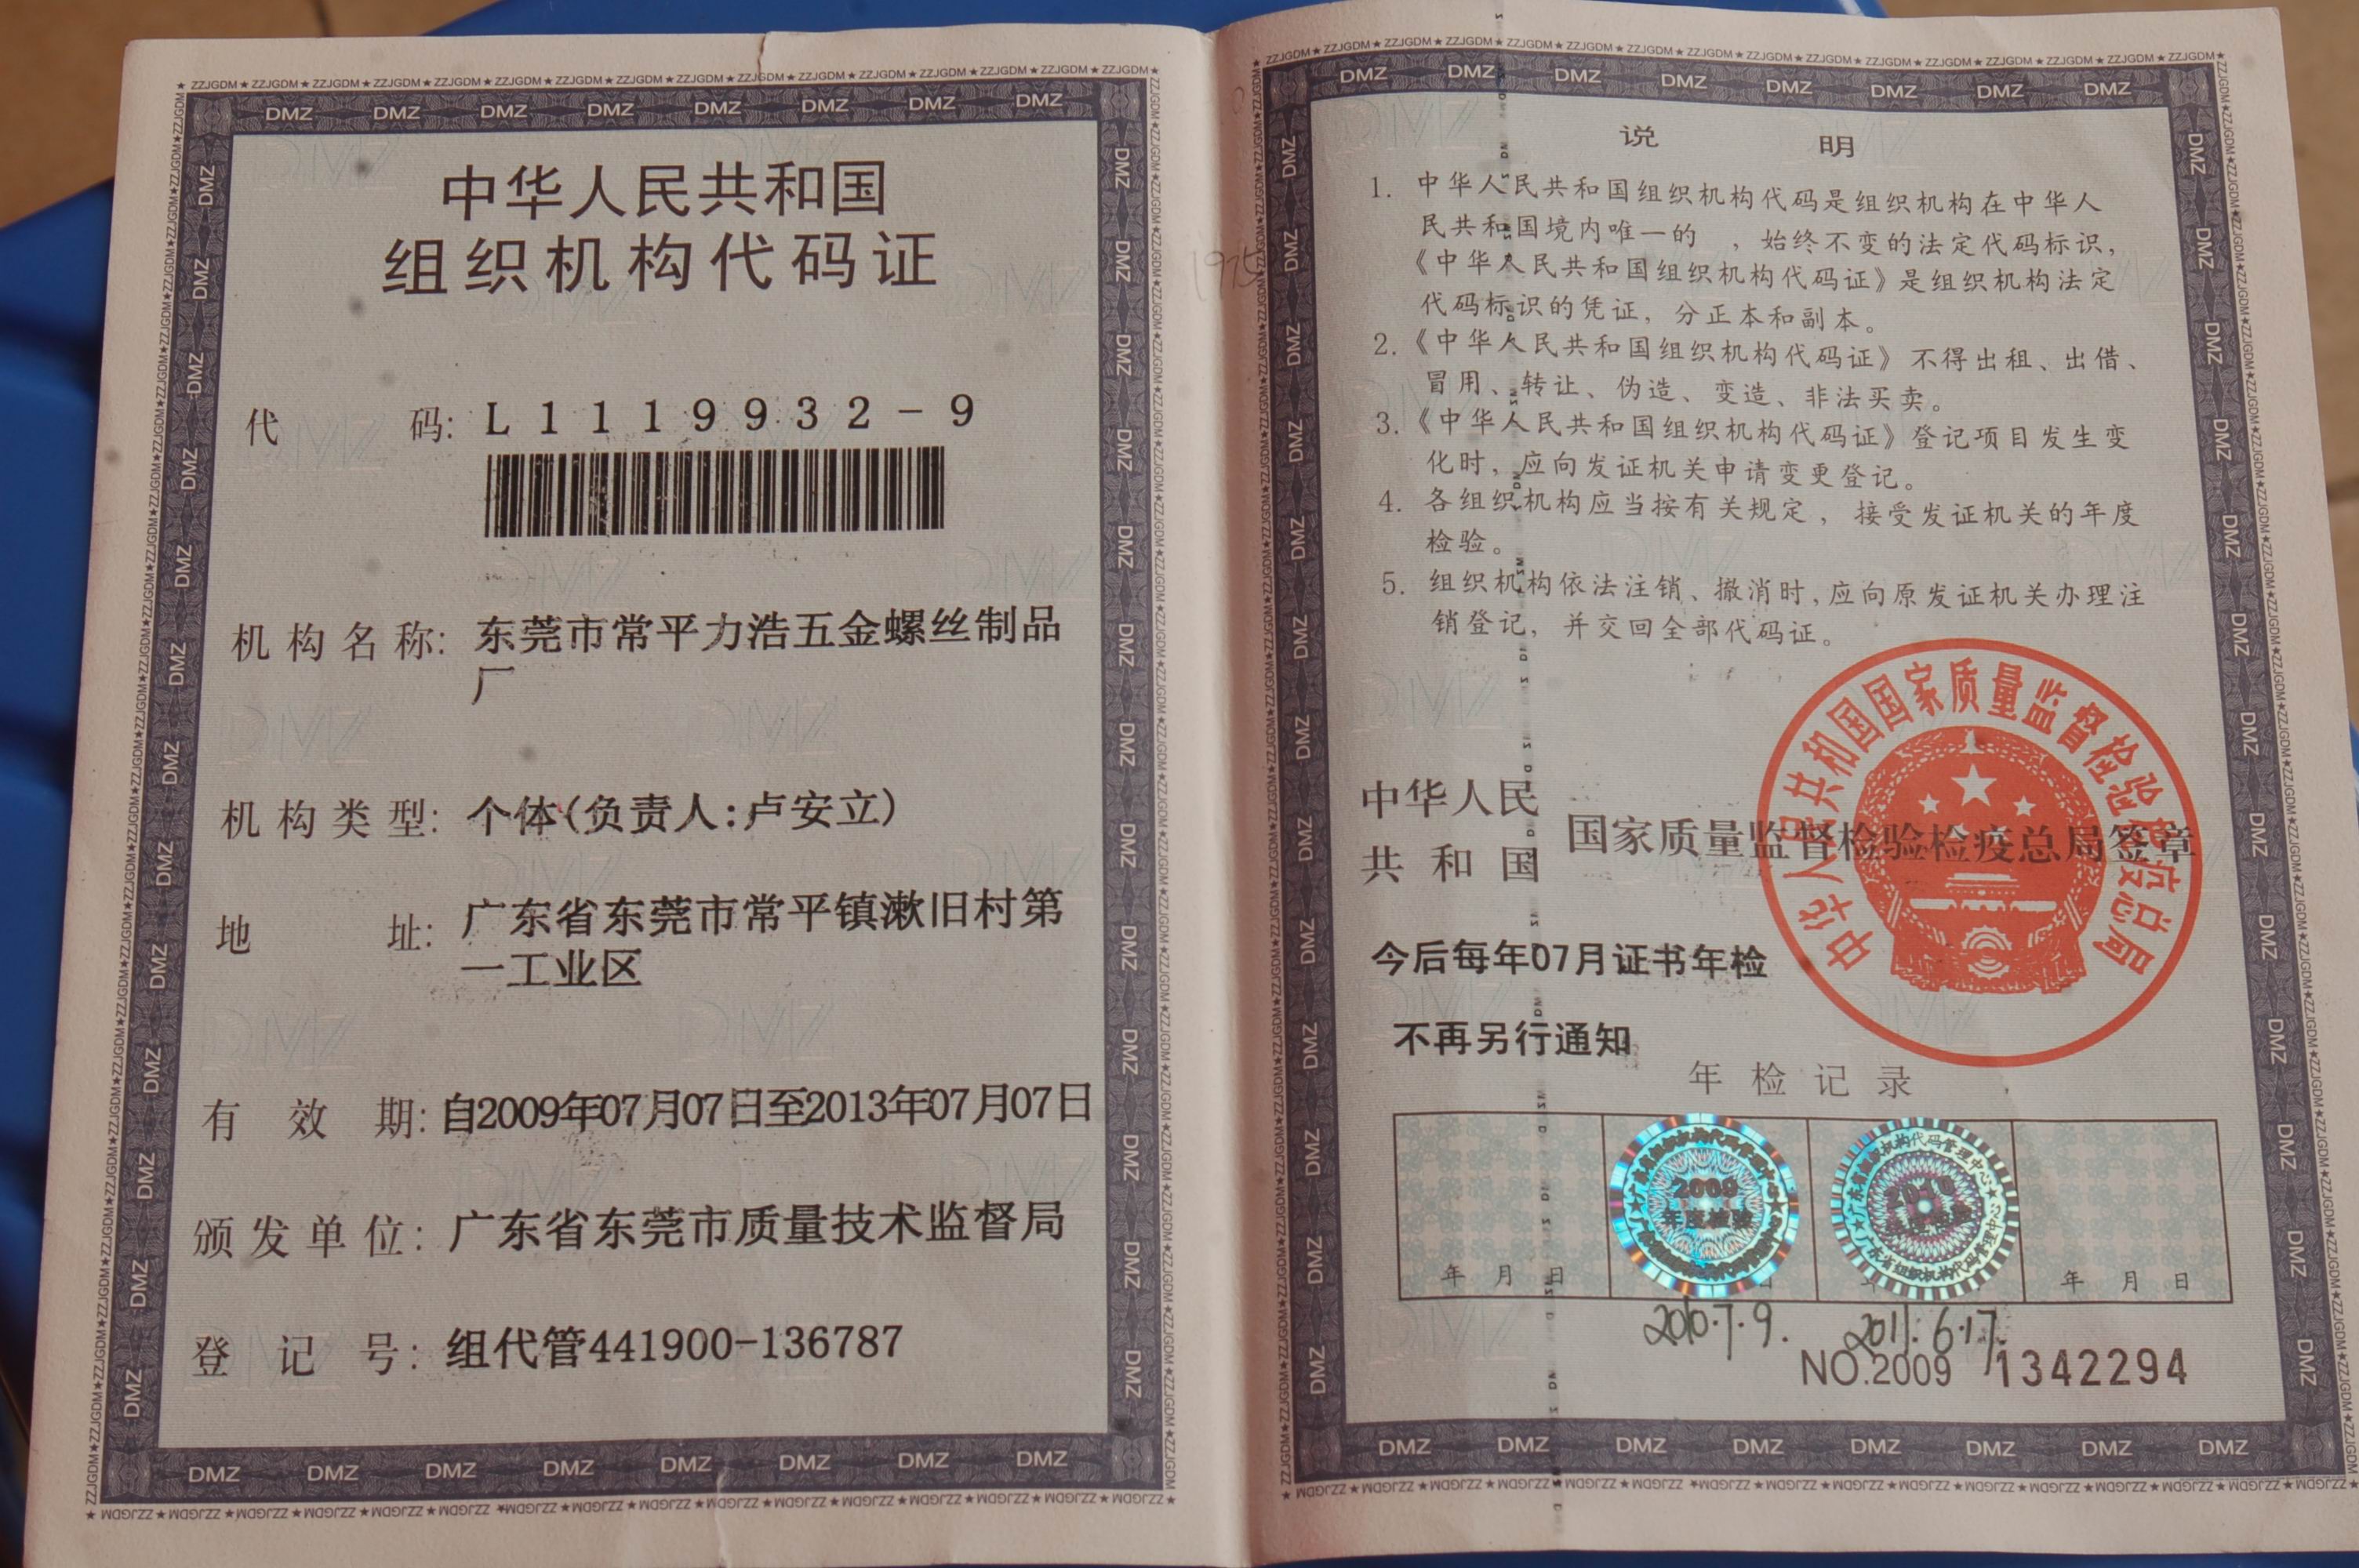 中华人民共和国
组织机构代码证
代 码: L1119932-9
机构名称: 东莞市常平力浩五金螺丝制品
厂
机构类型: 个体(负责人:卢安立)
地 址: 广东省东莞市常平镇漱旧村第
一工业区
有 效 期: 自2009年07月07日至2013年07月07日
颁发单位: 广东省东莞市质量技术监督局
登 记 号: 组代管441900-136787
说 明
1. 中华人民共和国组织机构代码是组织机构在中华人
民共和国境内唯一的 ,始终不变的法定代码标识,
《中华人民共和国组织机构代码证》是组织机构法定
代码标识的凭证,分正本和副本。
2.《中华人民共和国组织机构代码证》不得出租、出借、
冒用、转让、伪造、变造、非法买卖。
3.《中华人民共和国组织机构代码证》登记项目发生变
化时,应向发证机关申请变更登记。
4. 各组织机构应当按有关规定,接受发证机关的年度
检验。
5. 组织机构依法注销、撤消时,应向原发证机关办理注
销登记,并交回全部代码证。
中华人民
共和国
国家质量监督检验检疫总局签章
中华人民共和国国家质量监督检验检疫总局
今后每年07月证书年检
不再另行通知
年检记录
2009
年度检验
广东省组织机构代码管理中心
年 月 日
年 月 日
2010.7.9.
2011.6.17
NO.2009 1342294